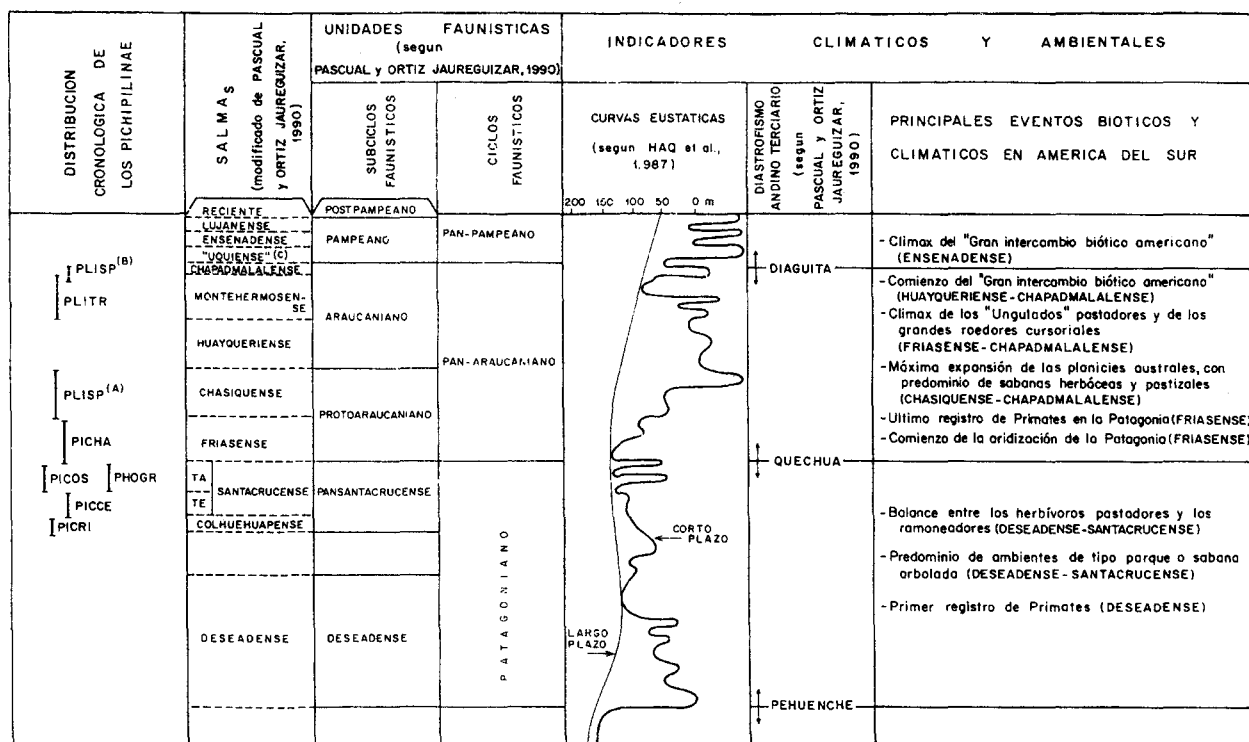 DISTRIBUCION
CRONOLOGICA DE
LOS PICHIPILINAE
SALMAS
(modificado de PASCUAL
y ORTIZ JAUREGUIZAR,
1990)
UNIDADES FAUNISTICAS
(segun
PASCUAL y ORTIZ JAUREGUIZAR, 1990)
SUBCICLOS
FAUNISTICOS
CICLOS
FAUNISTICOS
INDICADORES CLIMATICOS Y AMBIENTALES
CURVAS EUSTATICAS
(segun HAQ et al.,
1.987)
200 150 100 50 0 m
DIASTROFISMO
ANDINO TERCIARIO
(segun
PASCUAL y ORTIZ
JAUREGUIZAR,
1990)
PRINCIPALES EVENTOS BIOTICOS Y
CLIMATICOS EN AMERICA DEL SUR
PLISP (B)
PLITR
PLISP (A)
PICHA
PICOS
PHOGR
PICCE
PICRI
RECIENTE
LUJANENSE
ENSENADENSE
"UQUIENSE" (C)
CHAPADMALALENSE
MONTEHERMOSEN-
SE
HUAYQUERIENSE
CHASIQUENSE
FRIASENSE
TA
TE
SANTACRUCENSE
COLHUEHUAPENSE
DESEADENSE
POSTPAMPEANO
PAMPEANO
ARAUCANIANO
PROTOARAUCANIANO
PANSANTACRUCENSE
DESEADENSE
PAN-PAMPEANO
PAN-ARAUCANIANO
PATAGONIANO
CORTO
PLAZO
LARGO
PLAZO
DIAGUITA
QUECHUA
PEHUENCHE
- Climax del "Gran intercambio biótico americano"
(ENSENADENSE)
- Comienzo del "Gran intercambio biótico americano"
(HUAYQUERIENSE-CHAPADMALALENSE)
- Climax de los "Ungulados" pastadores y de los
grandes roedores cursoriales
(FRIASENSE-CHAPADMALALENSE)
- Máxima expansión de las planicies australes, con
predominio de sabanas herbáceas y pastizales
(CHASIQUENSE-CHAPADMALALENSE)
- Ultimo registro de Primates en la Patagonia (FRIASENSE)
- Comienzo de la aridización de la Patagonia (FRIASENSE)
- Balance entre los herbívoros pastadores y los
ramoneadores (DESEADENSE-SANTACRUCENSE)
- Predominio de ambientes de tipo parque o sabana
arbolada (DESEADENSE-SANTACRUCENSE)
- Primer registro de Primates (DESEADENSE)